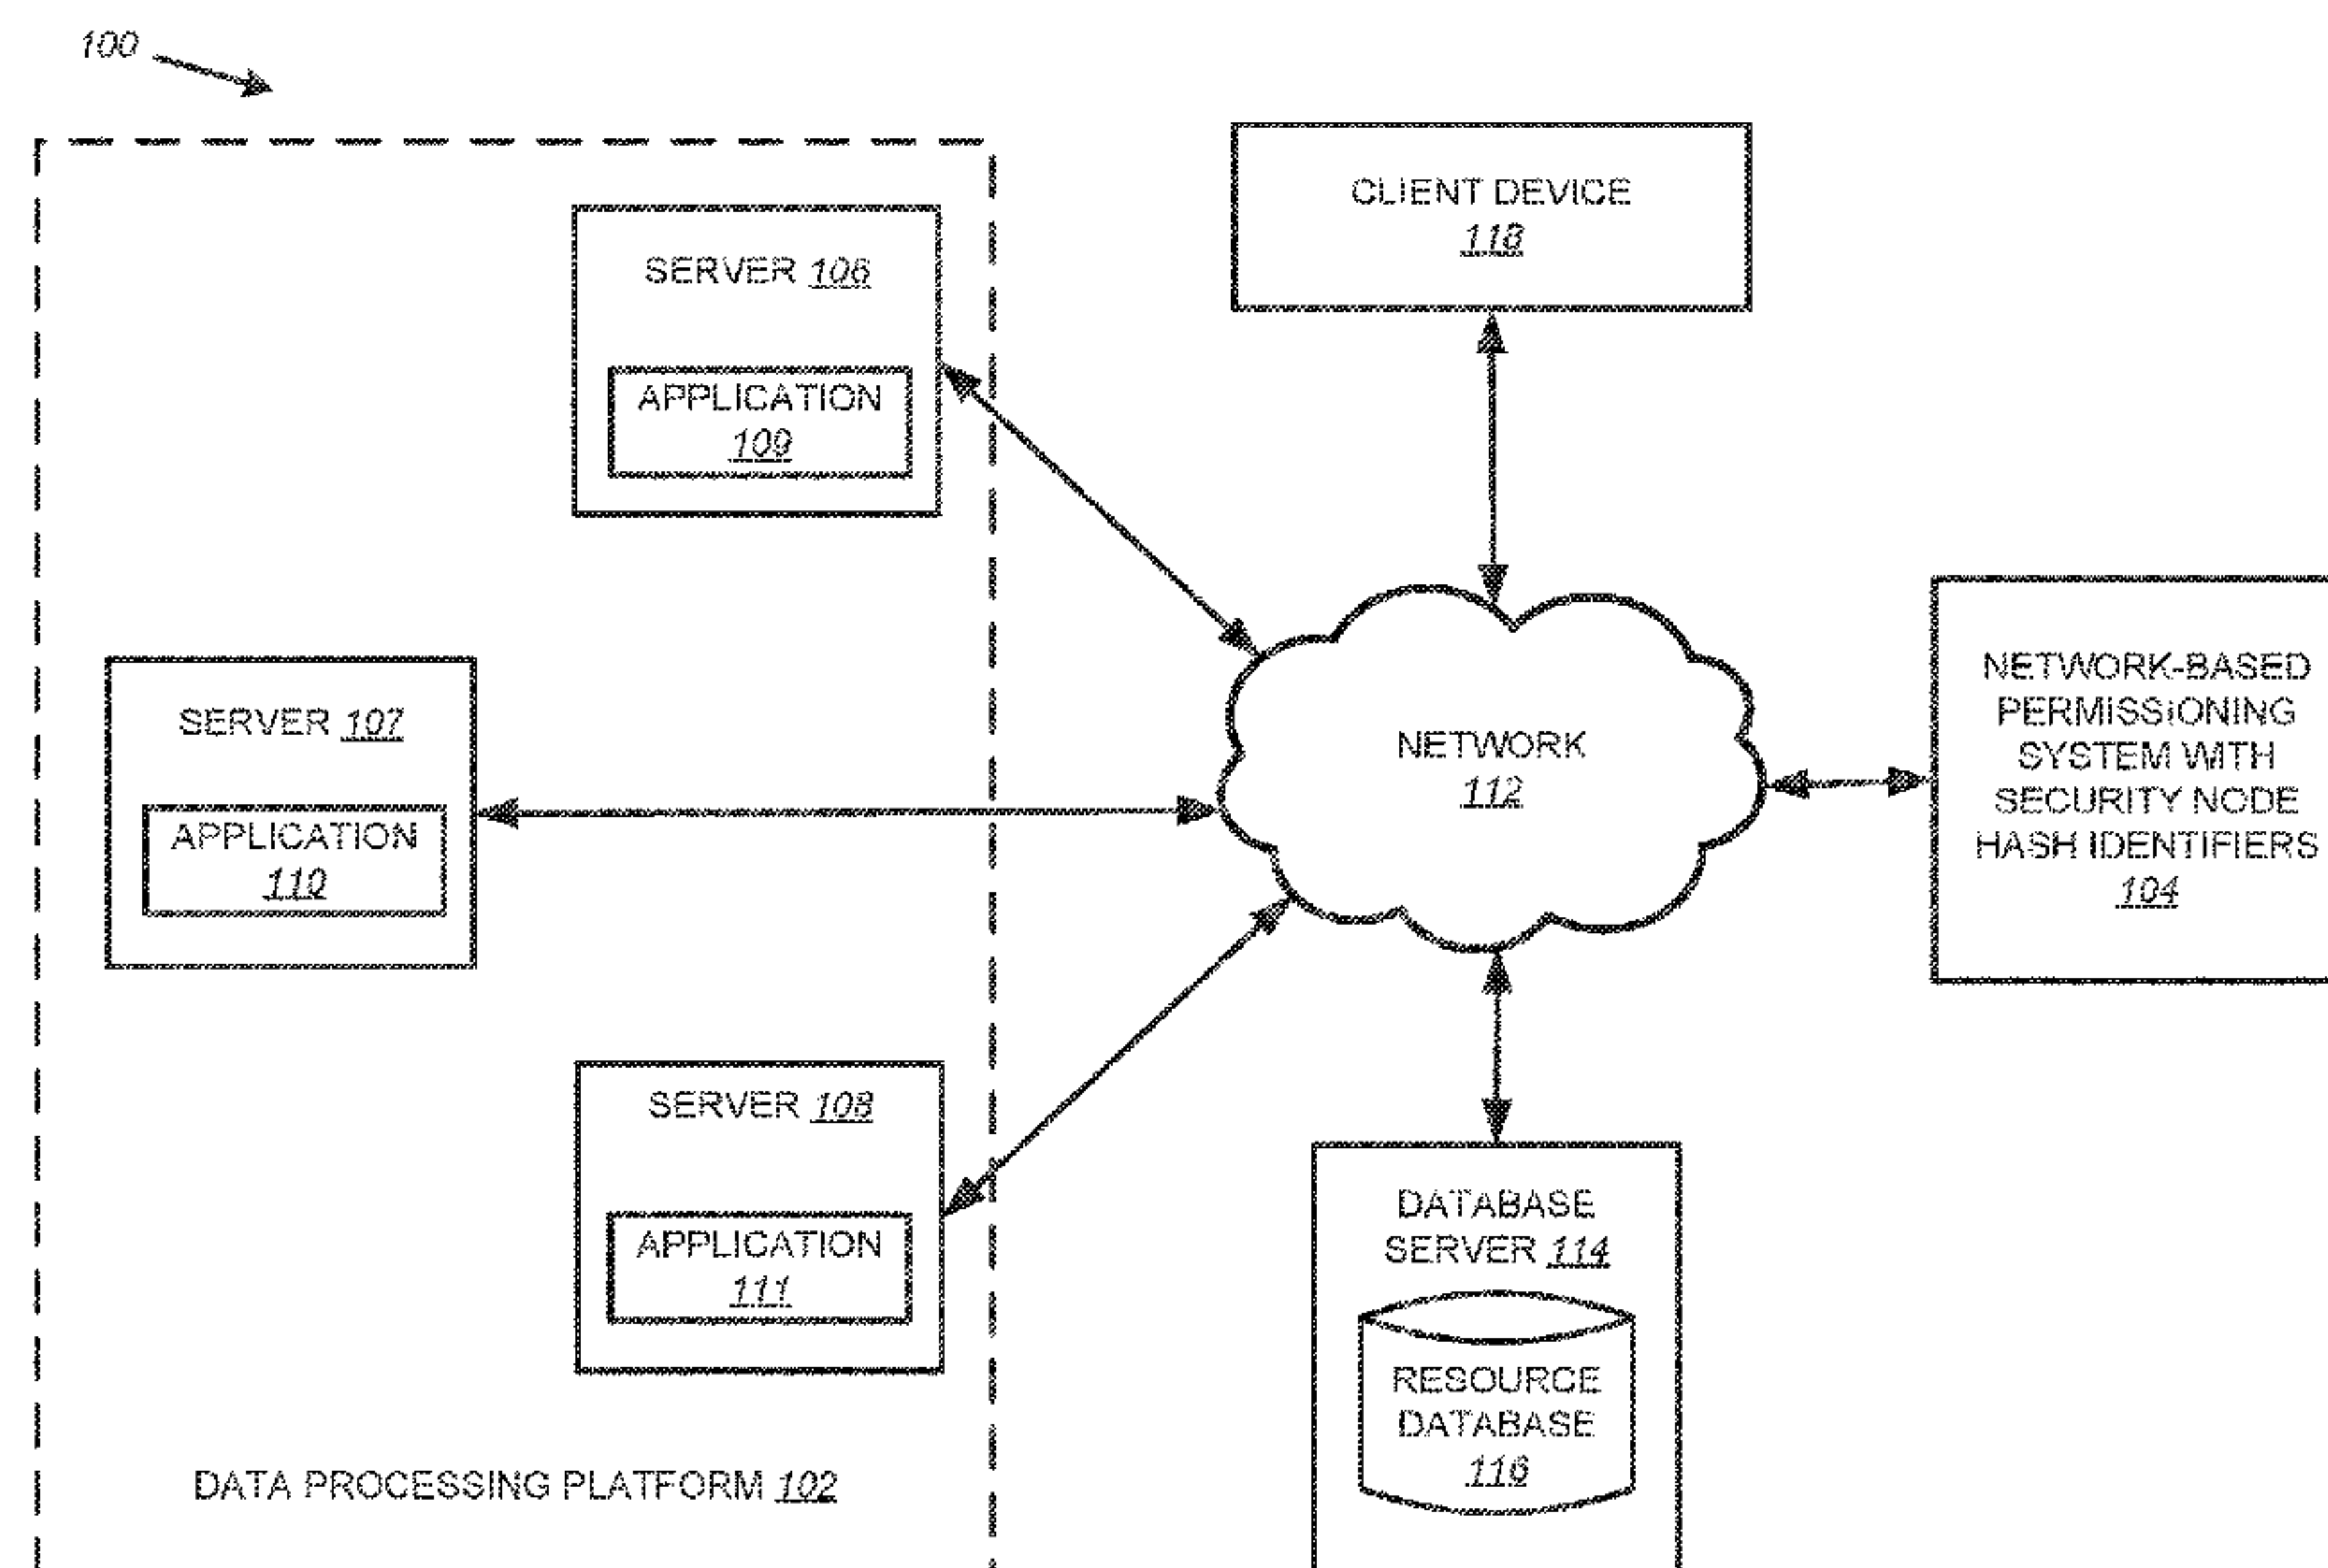 100
CLIENT DEVICE
118
SERVER 106
APPLICATION
109
SERVER 107
APPLICATION
110
NETWORK
112
NETWORK-BASED
PERMISSIONING
SYSTEM WITH
SECURITY NODE
HASH IDENTIFIERS
104
SERVER 108
APPLICATION
111
DATABASE
SERVER 114
RESOURCE
DATABASE
116
DATA PROCESSING PLATFORM 102